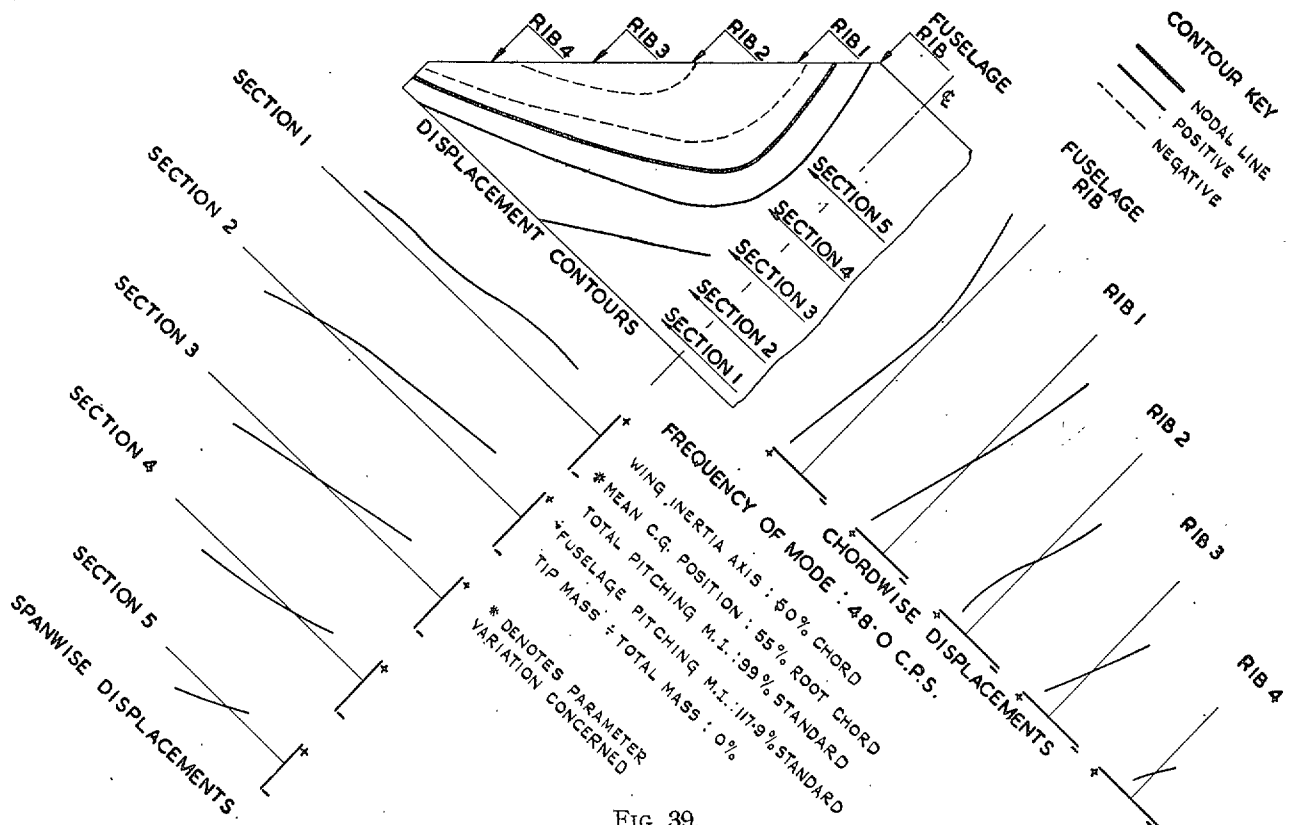 RIB 4
RIB 3
RIB 2
RIB 1
FUSELAGE
RIB
℄
CONTOUR KEY
NODAL LINE
POSITIVE
NEGATIVE
DISPLACEMENT CONTOURS
SECTION 5
SECTION 4
SECTION 3
SECTION 2
SECTION 1
SECTION 1
SECTION 2
SECTION 3
SECTION 4
SECTION 5
SPANWISE DISPLACEMENTS
+
-
+
-
+
-
+
-
+
-
FUSELAGE
RIB
RIB 1
RIB 2
RIB 3
RIB 4
CHORDWISE DISPLACEMENTS
+
-
+
-
+
-
+
-
+
FREQUENCY OF MODE : 48·0 C.P.S.
WING INERTIA AXIS : 50% CHORD
*MEAN C.G. POSITION : 55% ROOT CHORD
TOTAL PITCHING M.I. : 99% STANDARD
FUSELAGE PITCHING M.I. : 117·9% STANDARD
TIP MASS ÷ TOTAL MASS : 0%
* DENOTES PARAMETER
VARIATION CONCERNED
FIG. 39